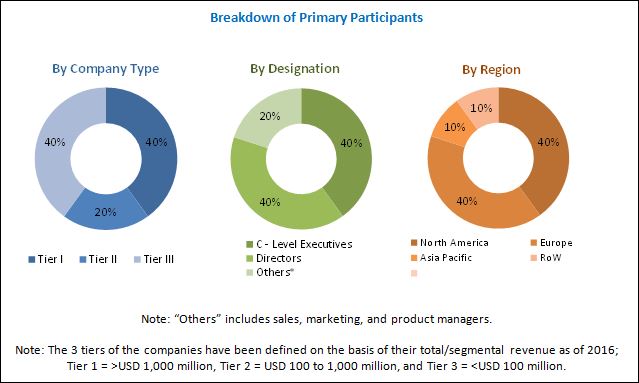 Breakdown of Primary Participants
By Company Type
40%
40%
20%
Tier I Tier II Tier III
By Designation
20%
40%
40%
C - Level Executives
Directors
Others*
By Region
10%
10%
40%
40%
North America Europe
Asia Pacific RoW
Note: “Others” includes sales, marketing, and product managers.
Note: The 3 tiers of the companies have been defined on the basis of their total/segmental revenue as of 2016;
Tier 1 = >USD 1,000 million, Tier 2 = USD 100 to 1,000 million, and Tier 3 = <USD 100 million.